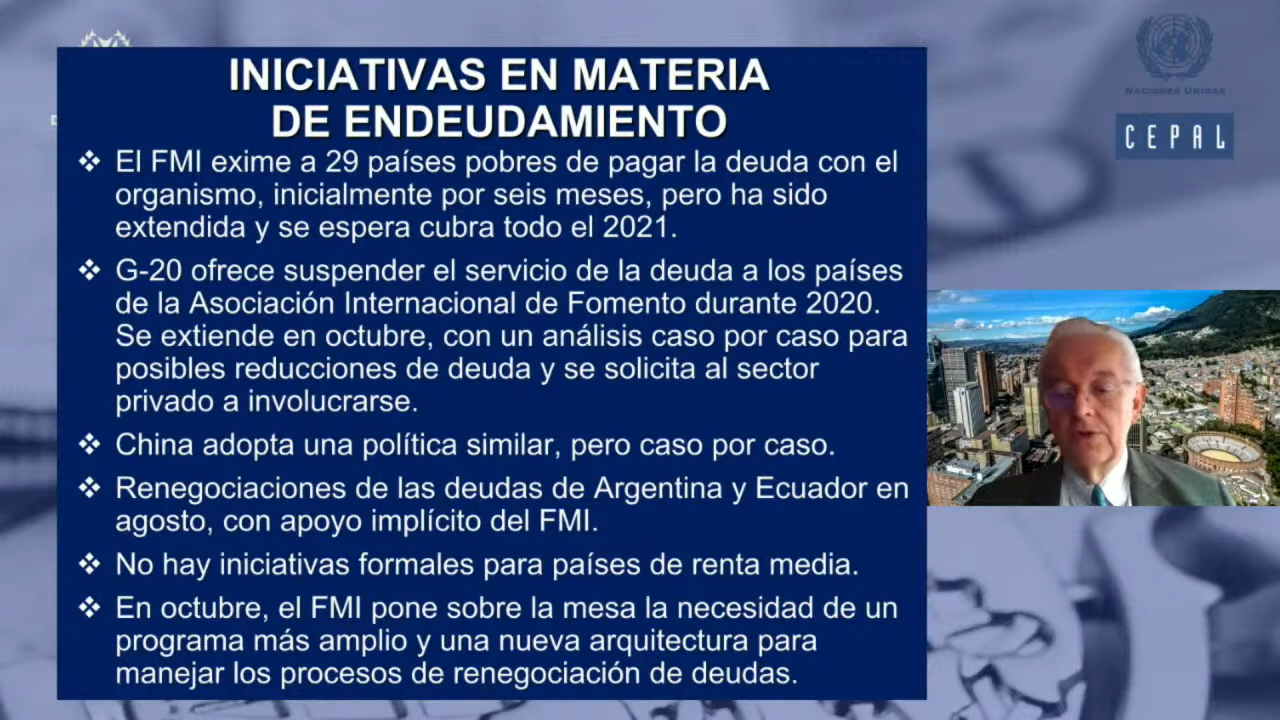 INICIATIVAS EN MATERIA
DE ENDEUDAMIENTO
❖ El FMI exime a 29 países pobres de pagar la deuda con el
organismo, inicialmente por seis meses, pero ha sido
extendida y se espera cubra todo el 2021.
❖ G-20 ofrece suspender el servicio de la deuda a los países
de la Asociación Internacional de Fomento durante 2020.
Se extiende en octubre, con un análisis caso por caso para
posibles reducciones de deuda y se solicita al sector
privado a involucrarse.
❖ China adopta una política similar, pero caso por caso.
❖ Renegociaciones de las deudas de Argentina y Ecuador en
agosto, con apoyo implícito del FMI.
❖ No hay iniciativas formales para países de renta media.
❖ En octubre, el FMI pone sobre la mesa la necesidad de un
programa más amplio y una nueva arquitectura para
manejar los procesos de renegociación de deudas.
NACIONES UNIDAS
CEPAL